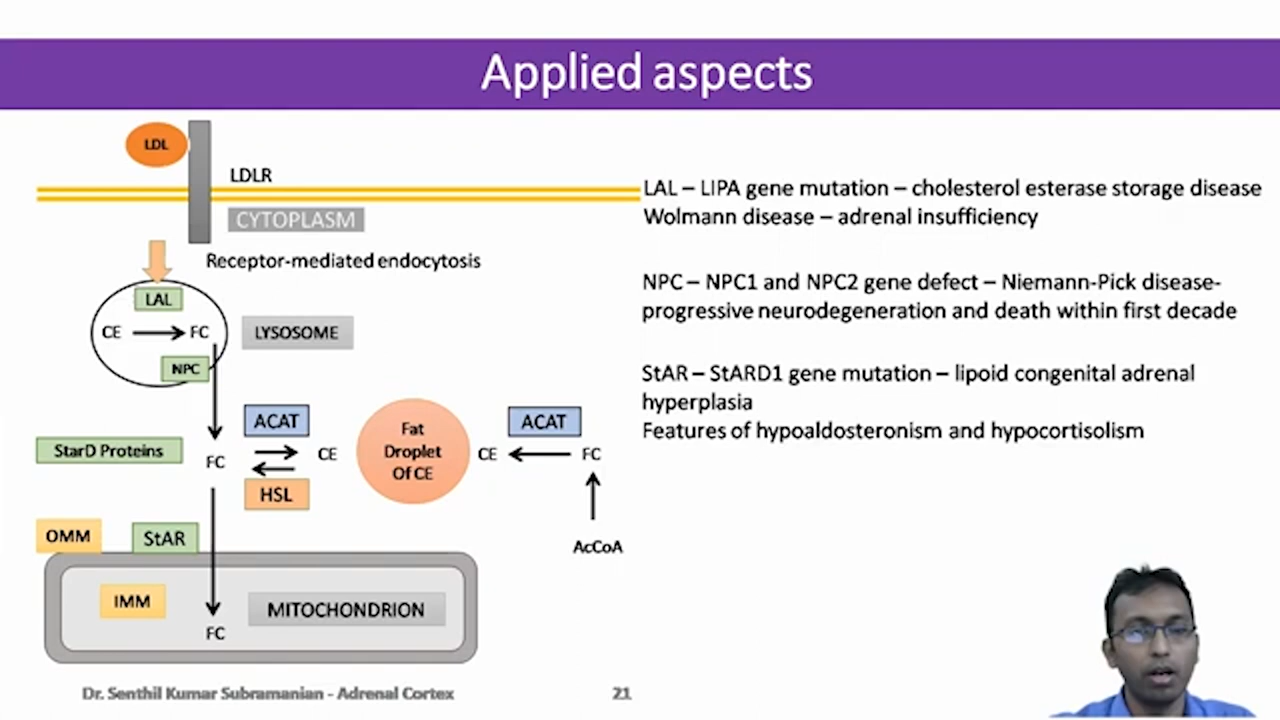 Applied aspects
LDL
LDLR
CYTOPLASM
Receptor-mediated endocytosis
LAL
CE
FC
LYSOSOME
NPC
StarD Proteins
FC
ACAT
HSL
CE
Fat
Droplet
Of CE
CE
ACAT
FC
AcCoA
OMM
StAR
IMM
MITOCHONDRION
FC
LAL – LIPA gene mutation – cholesterol esterase storage disease
Wolmann disease – adrenal insufficiency
NPC – NPC1 and NPC2 gene defect – Niemann-Pick disease-
progressive neurodegeneration and death within first decade
StAR – StARD1 gene mutation – lipoid congenital adrenal
hyperplasia
Features of hypoaldosteronism and hypocortisolism
Dr. Senthil Kumar Subramanian - Adrenal Cortex
21